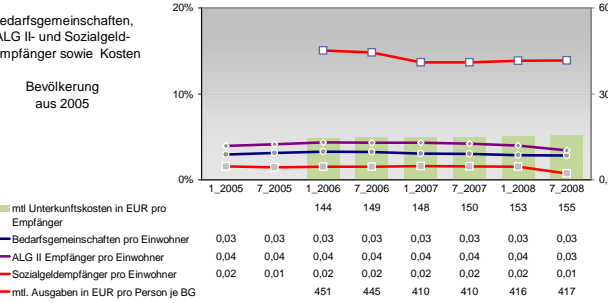 edarfsgemeinschaften,
ALG II- und Sozialgeld-
mpfänger sowie Kosten
Bevölkerung
aus 2005
20%
10%
0%
60
30
0,
1_2005 7_2005 1_2006 7_2006 1_2007 7_2007 1_2008 7_2008
mtl Unterkunftskosten in EUR pro Empfänger 144 149 148 150 153 155
Bedarfsgemeinschaften pro Einwohner 0,03 0,03 0,03 0,03 0,03 0,03 0,03 0,03
ALG II Empfänger pro Einwohner 0,04 0,04 0,04 0,04 0,04 0,04 0,04 0,03
Sozialgeldempfänger pro Einwohner 0,02 0,01 0,02 0,02 0,02 0,02 0,02 0,01
mtl. Ausgaben in EUR pro Person je BG 451 445 410 410 416 417